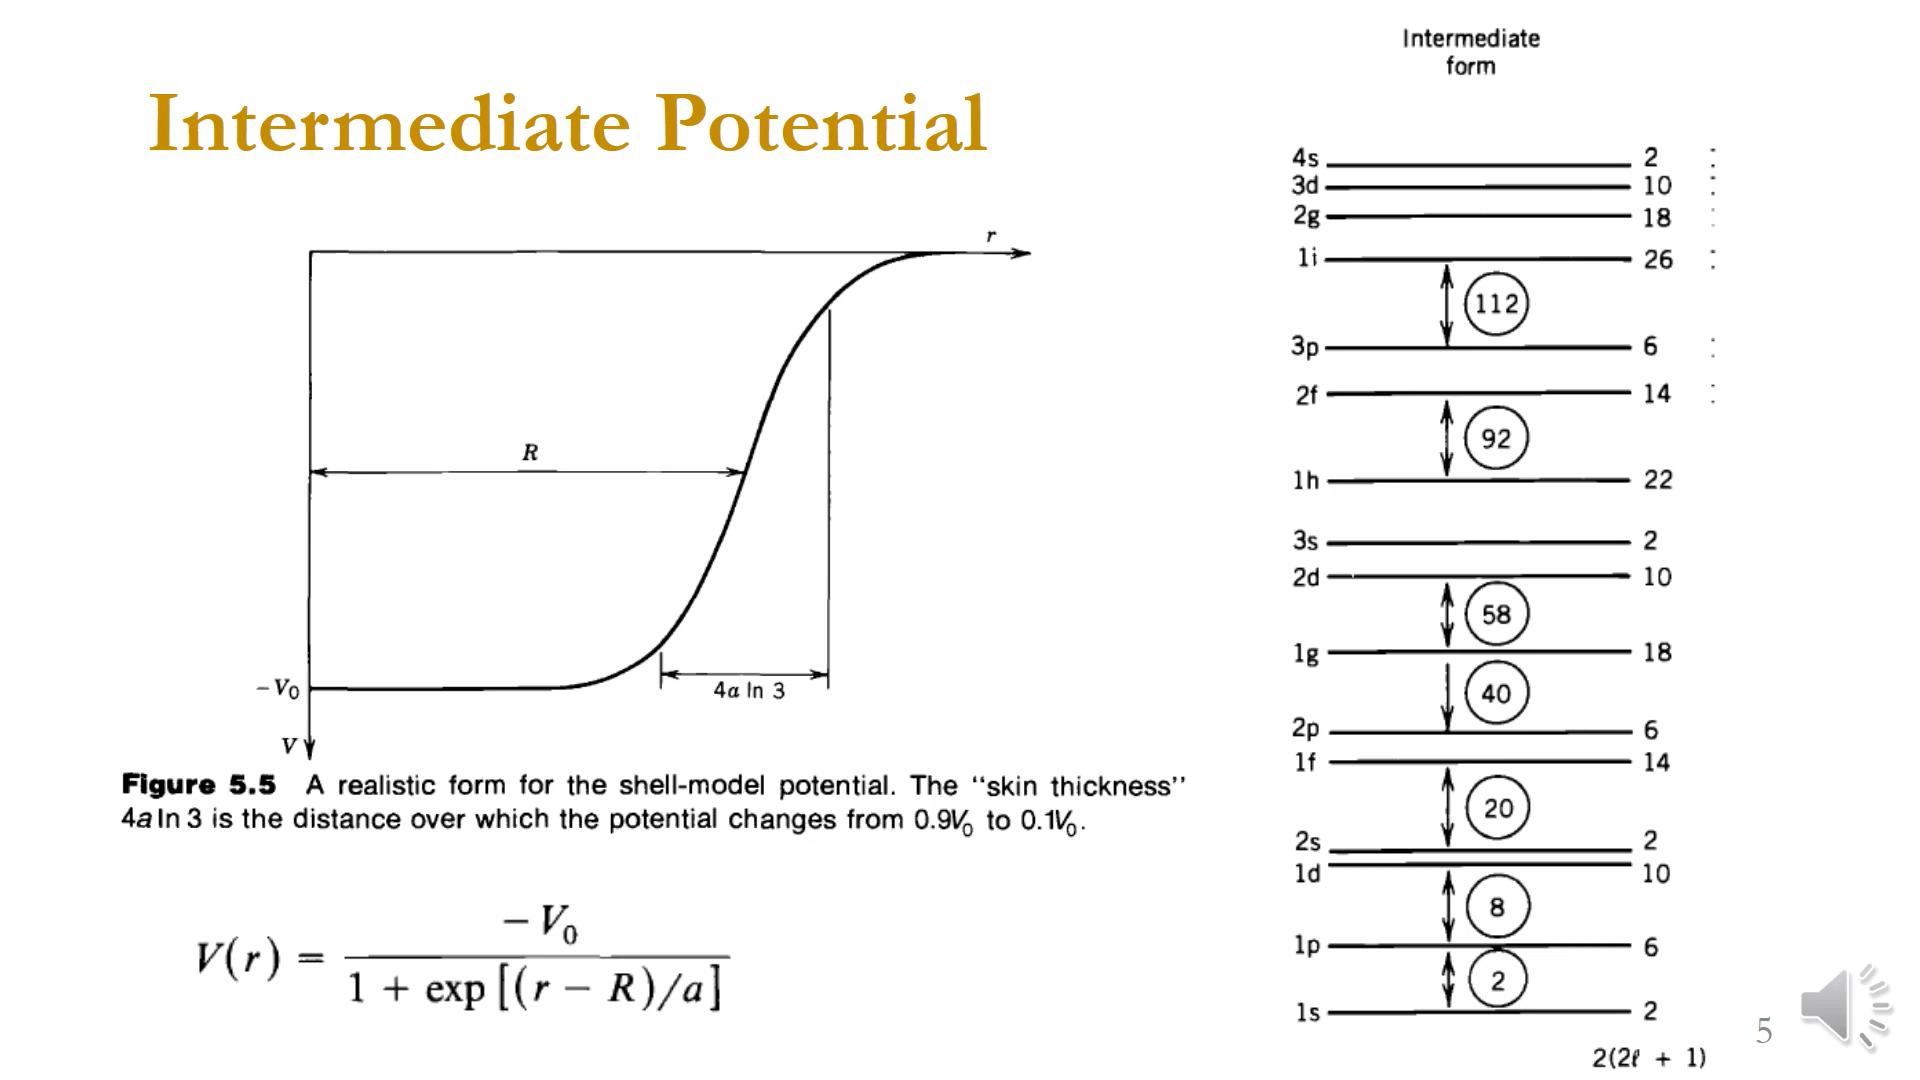 Intermediate Potential
r
R
-V₀
4a ln 3
V
Figure 5.5 A realistic form for the shell-model potential. The "skin thickness"
4a ln 3 is the distance over which the potential changes from 0.9V₀ to 0.1V₀.
V(r) = -V₀ / 1 + exp [(r − R)/a]
Intermediate
form
4s 2
3d 10
2g 18
1i 26
112
3p 6
2f 14
92
1h 22
3s 2
2d 10
58
1g 18
40
2p 6
1f 14
20
2s 2
1d 10
8
1p 6
2
1s 2
2(2ℓ + 1)
5